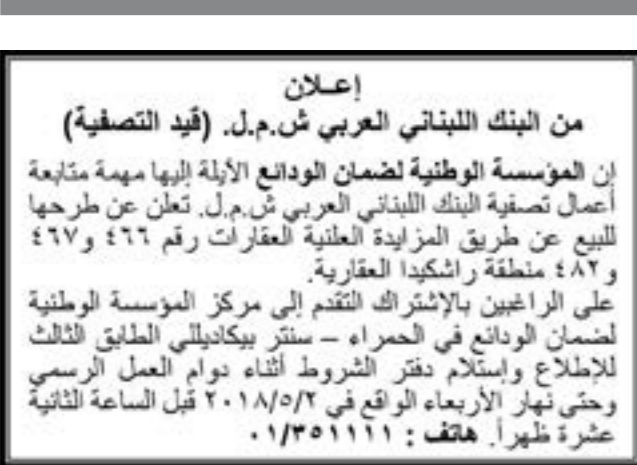 إعـلان
من البنك اللبناني العربي ش.م.ل. (قيد التصفية)
إن المؤسسة الوطنية لضمان الودائع الأيلة إليها مهمة متابعة
أعمال تصفية البنك اللبناني العربي ش.م.ل. تعلن عن طرحها
للبيع عن طريق المزايدة العلنية العقارات رقم ٤٦٦ و٤٦٧
و٤٨٢ منطقة راشكيدا العقارية.
على الراغبين بالإشتراك التقدم إلى مركز المؤسسة الوطنية
لضمان الودائع في الحمراء – سنتر بيكاديللي الطابق الثالث
للإطلاع وإستلام دفتر الشروط أثناء دوام العمل الرسمي
وحتى نهار الأربعاء الواقع في ٢٠١٨/٥/٢ قبل الساعة الثانية
عشرة ظهراً. هاتف : ٠١/٣٥١١١١